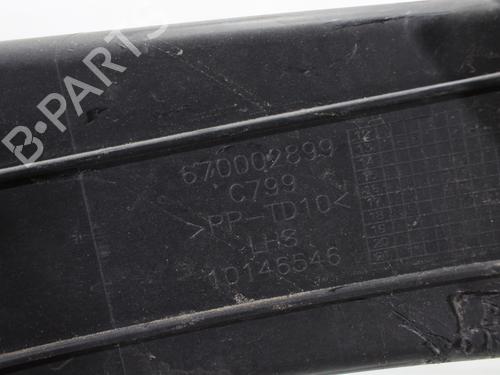 B-PARTS
670002899
C799
>PP-TD10<
LHS
10146546